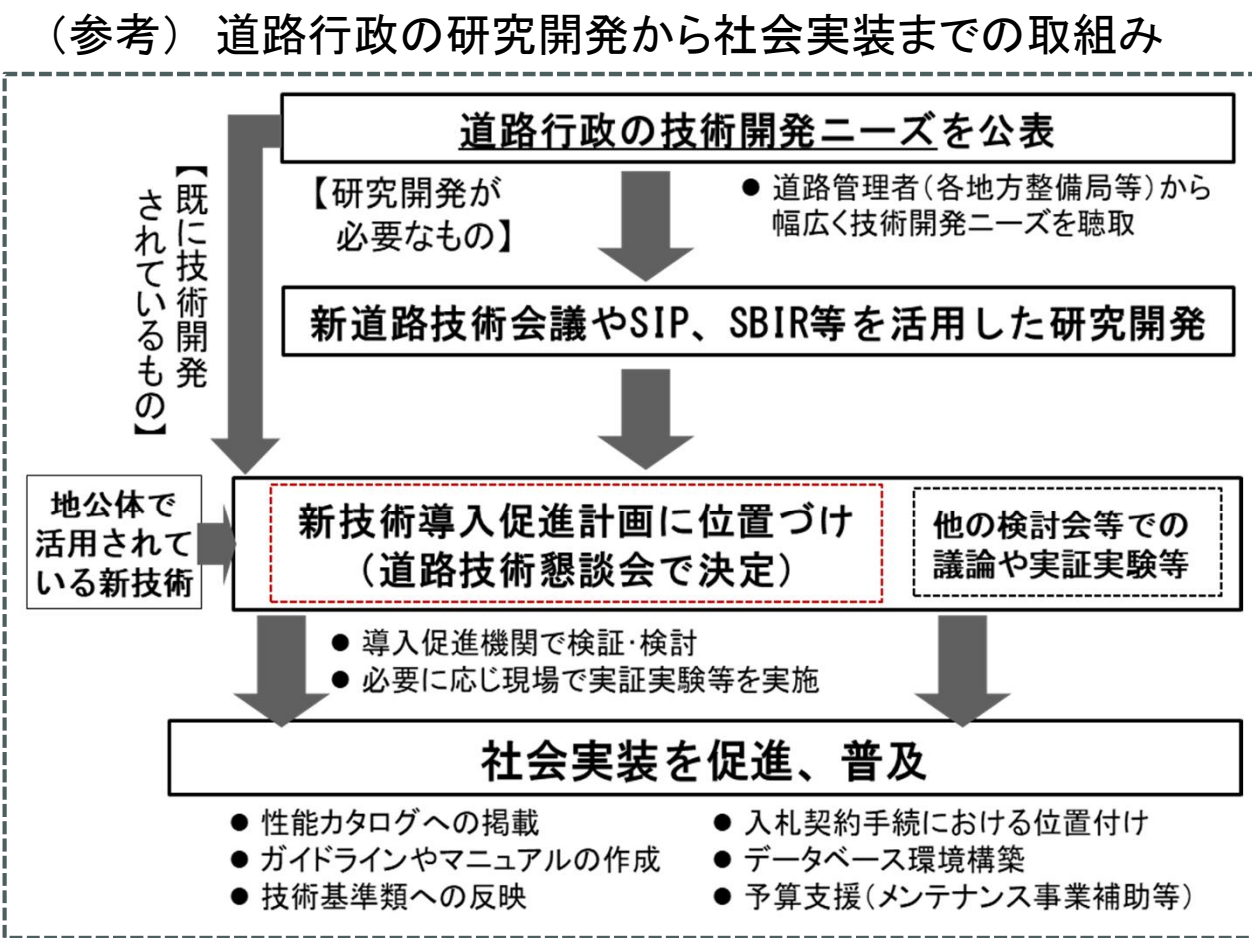 （参考） 道路行政の研究開発から社会実装までの取組み
道路行政の技術開発ニーズを公表
【既に技術開発
されているもの】
【研究開発が
必要なもの】
● 道路管理者（各地方整備局等）から
幅広く技術開発ニーズを聴取
新道路技術会議やSIP、SBIR等を活用した研究開発
地公体で
活用されて
いる新技術
新技術導入促進計画に位置づけ
（道路技術懇談会で決定）
他の検討会等での
議論や実証実験等
● 導入促進機関で検証・検討
● 必要に応じ現場で実証実験等を実施
社会実装を促進、普及
● 性能カタログへの掲載
● ガイドラインやマニュアルの作成
● 技術基準類への反映
● 入札契約手続における位置付け
● データベース環境構築
● 予算支援（メンテナンス事業補助等）